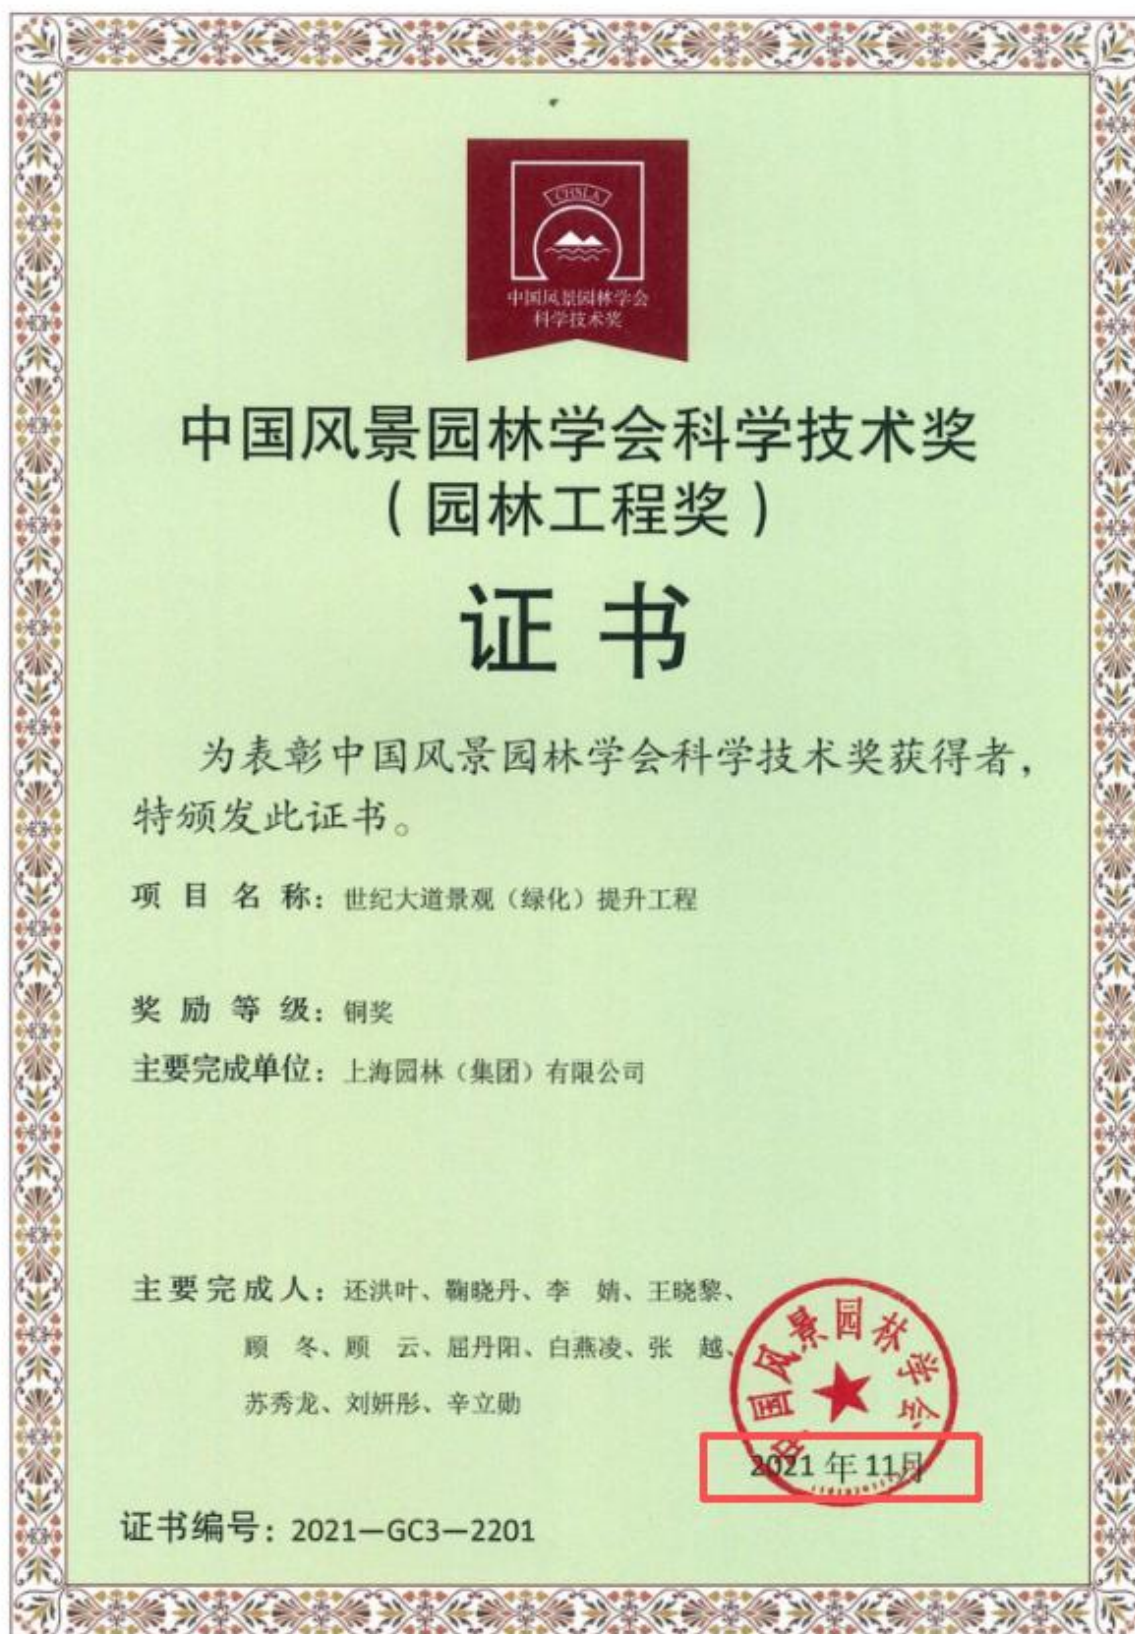 CHSLA
中国风景园林学会
科学技术奖
中国风景园林学会科学技术奖
（园林工程奖）
证书
为表彰中国风景园林学会科学技术奖获得者，
特颁发此证书。
项目名称：世纪大道景观（绿化）提升工程
奖励等级：铜奖
主要完成单位：上海园林（集团）有限公司
主要完成人：还洪叶、鞠晓丹、李 婧、王晓黎、
顾 冬、顾 云、屈丹阳、白燕凌、张 越、
苏秀龙、刘妍彤、辛立勋
中国风景园林学会
2021 年 11月
证书编号：2021—GC3—2201